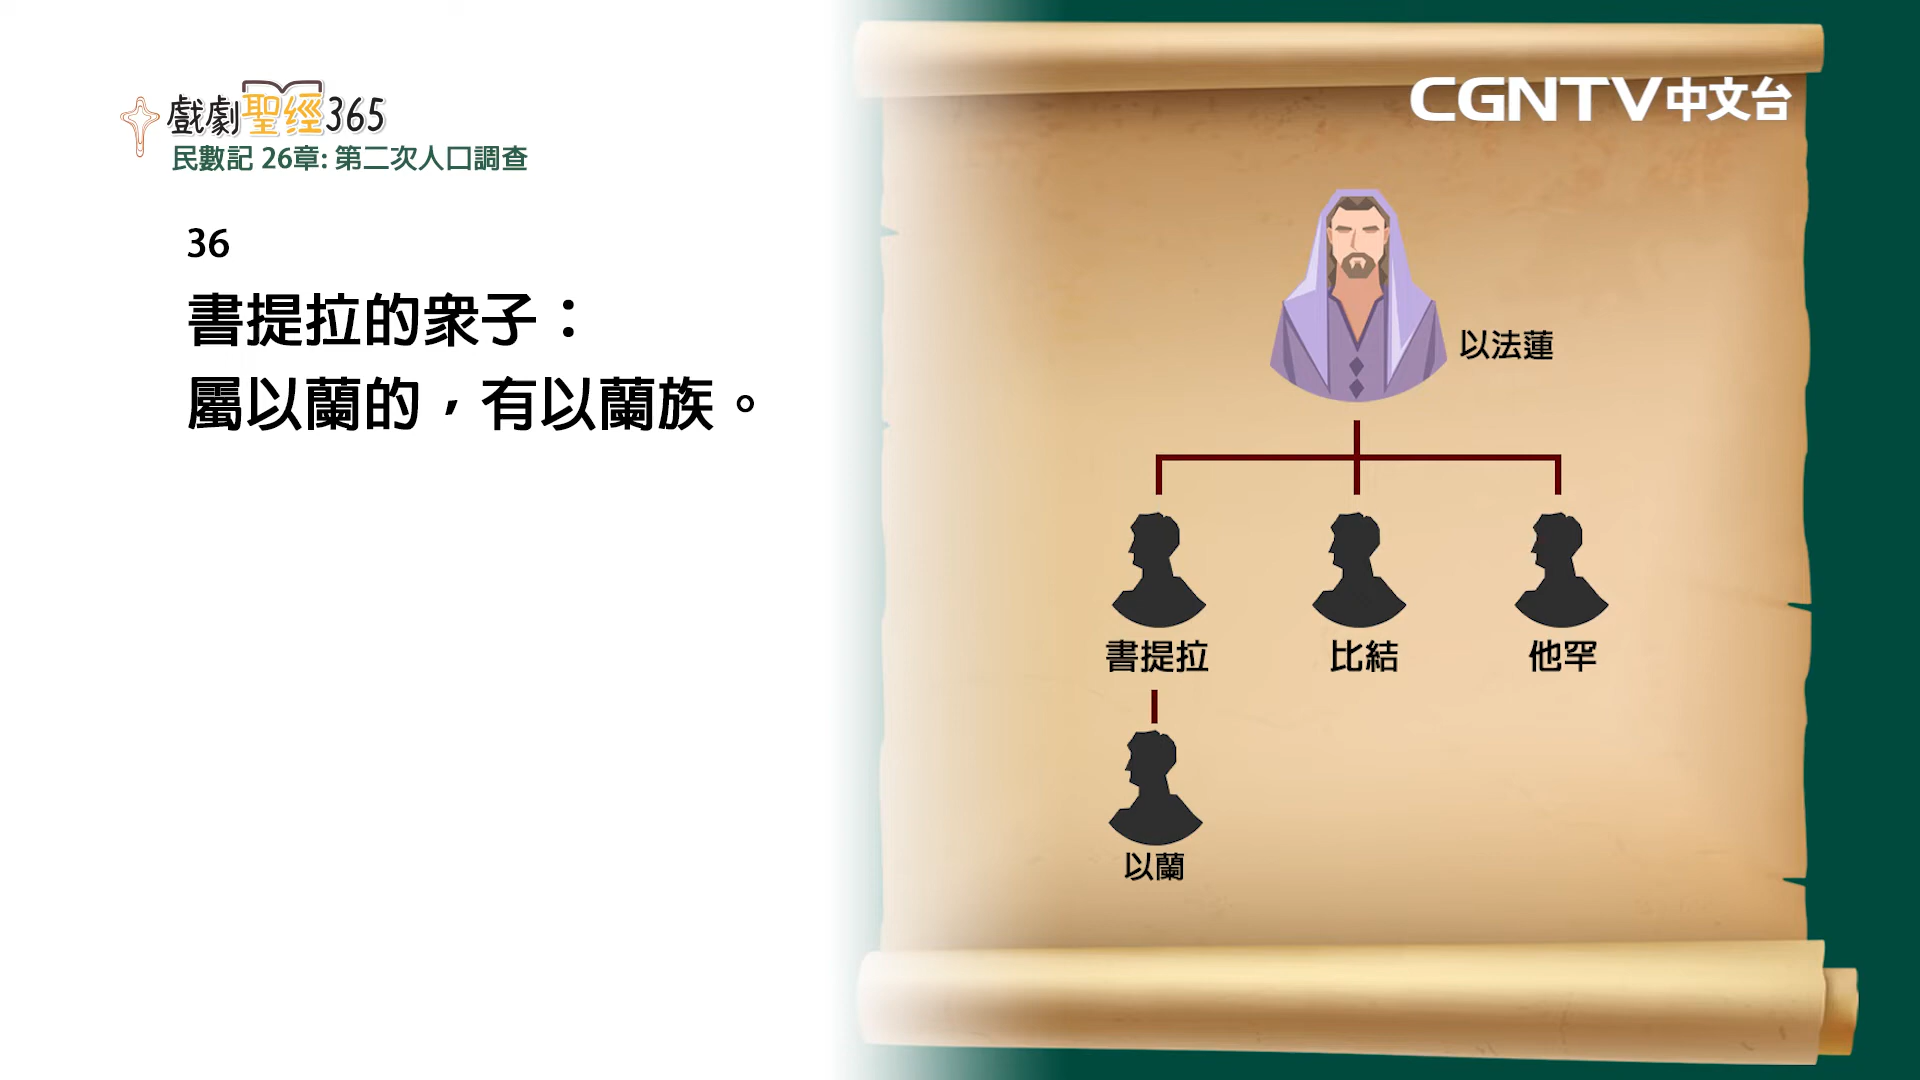 戲劇聖經365
民數記 26章: 第二次人口調查
36
書提拉的衆子：
屬以蘭的，有以蘭族。
CGNTV中文台
以法蓮
書提拉
比結
他罕
以蘭